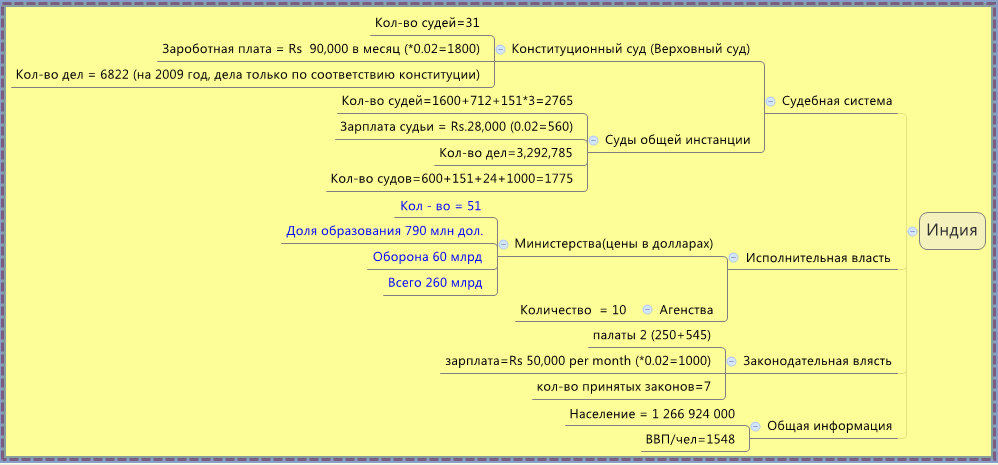 Кол-во судей=31
Зароботная плата = Rs  90,000 в месяц (*0.02=1800)
Конституционный суд (Верховный суд)
Кол-во дел = 6822 (на 2009 год, дела только по соответствию конституции)
Кол-во судей=1600+712+151*3=2765
Судебная система
Зарплата судьи = Rs.28,000 (0.02=560)
Суды общей инстанции
Кол-во дел=3,292,785
Кол-во судов=600+151+24+1000=1775
Кол - во = 51
Доля образования 790 млн дол.
Индия
Министерства(цены в долларах)
Оборона 60 млрд
Исполнительная власть
Всего 260 млрд
Количество  = 10
Агенства
палаты 2 (250+545)
зарплата=Rs 50,000 per month (*0.02=1000)
Законодательная влясть
кол-во принятых законов=7
Население = 1 266 924 000
Общая информация
ВВП/чел=1548